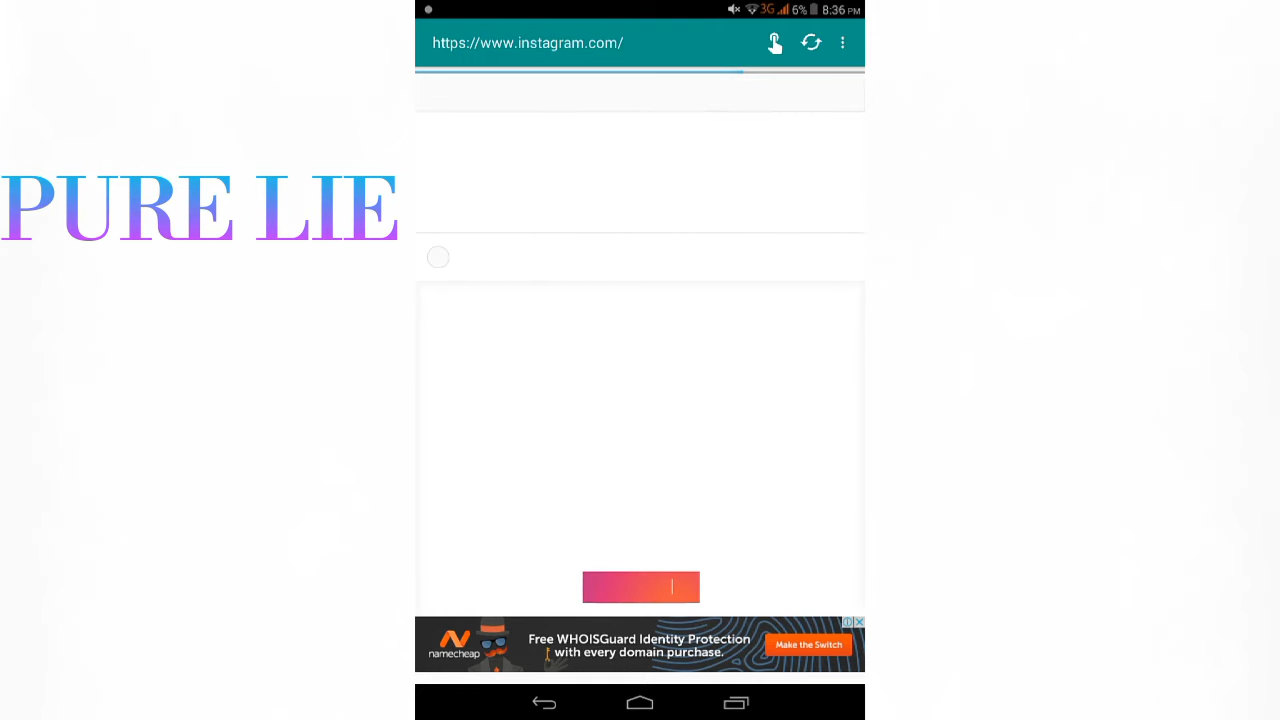 3G 6% 8:36 PM
https://www.instagram.com/
PURE LIE
namecheap
Free WHOISGuard Identity Protection
with every domain purchase.
Make the Switch